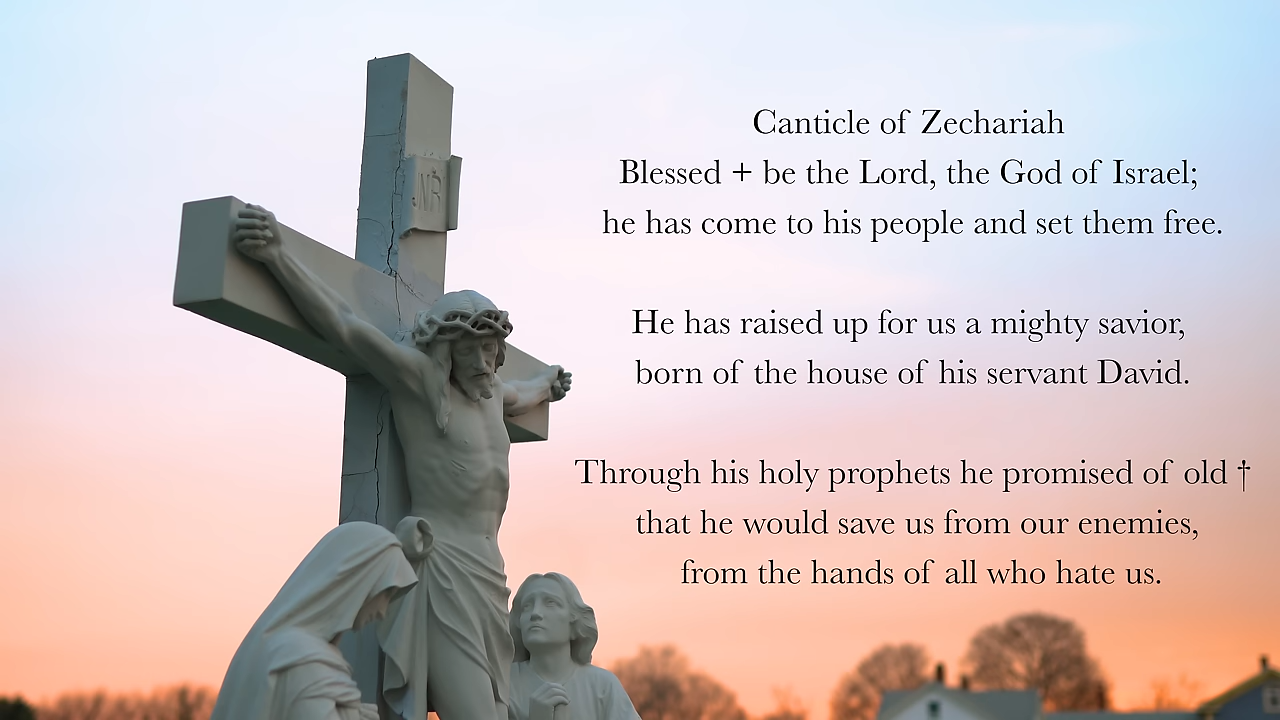 INRI
Canticle of Zechariah
Blessed + be the Lord, the God of Israel;
he has come to his people and set them free.
He has raised up for us a mighty savior,
born of the house of his servant David.
Through his holy prophets he promised of old †
that he would save us from our enemies,
from the hands of all who hate us.